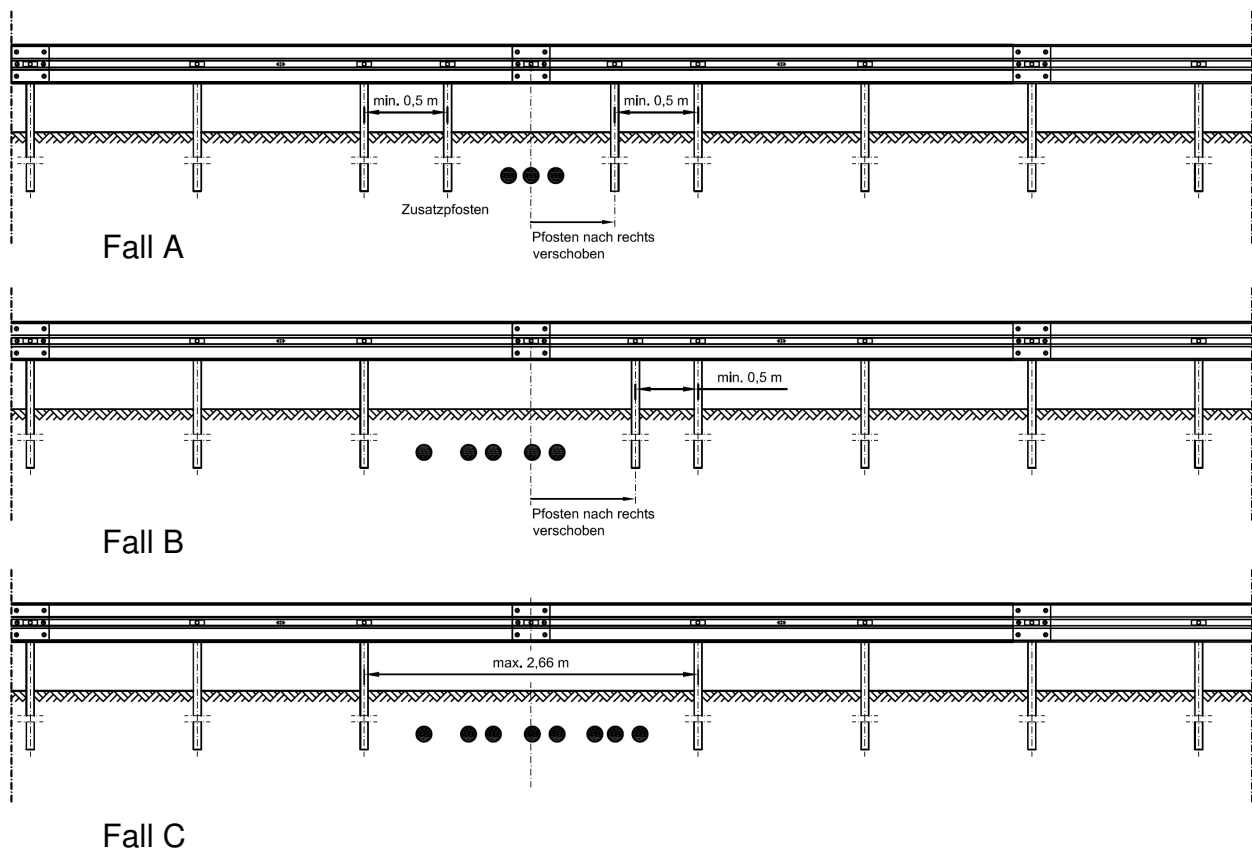 min. 0,5 m
min. 0,5 m
Zusatzpfosten
Pfosten nach rechts
verschoben
Fall A
min. 0,5 m
Pfosten nach rechts
verschoben
Fall B
max. 2,66 m
Fall C